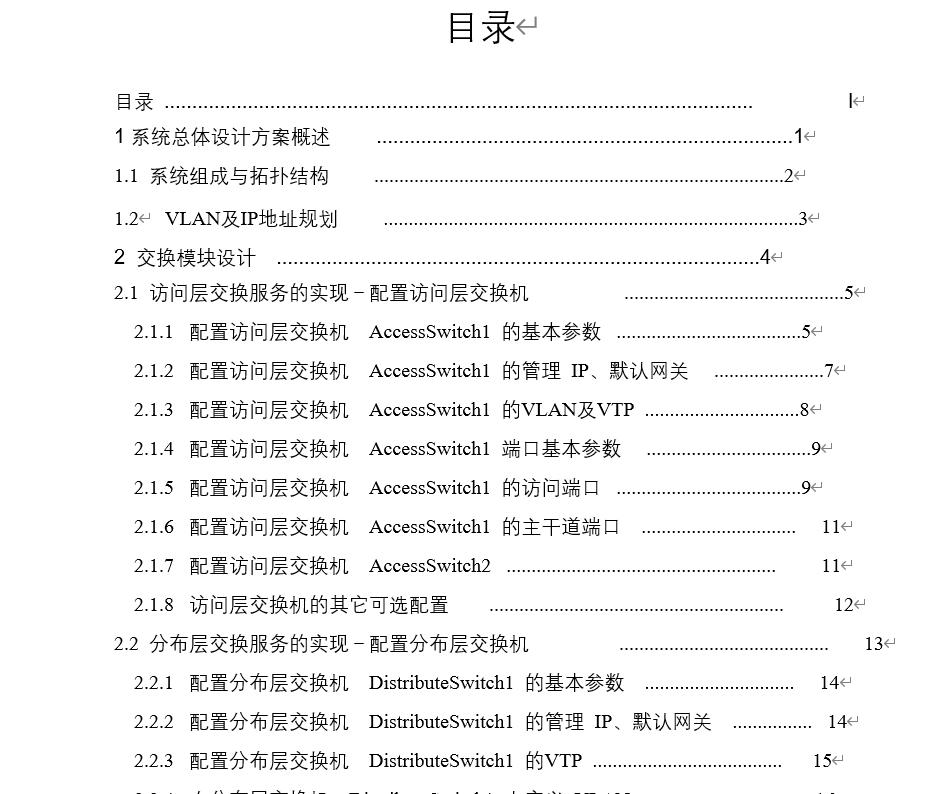 目录
目录 ........................................................................................................... I
1 系统总体设计方案概述 ...........................................................................1
1.1 系统组成与拓扑结构 ..................................................................................2
1.2 VLAN及IP地址规划 ...................................................................................3
2 交换模块设计 .......................................................................................4
2.1 访问层交换服务的实现－配置访问层交换机 ............................................5
2.1.1 配置访问层交换机 AccessSwitch1 的基本参数 .....................................5
2.1.2 配置访问层交换机 AccessSwitch1 的管理 IP、默认网关 ......................7
2.1.3 配置访问层交换机 AccessSwitch1 的VLAN及VTP ...............................8
2.1.4 配置访问层交换机 AccessSwitch1 端口基本参数 .................................9
2.1.5 配置访问层交换机 AccessSwitch1 的访问端口 .....................................9
2.1.6 配置访问层交换机 AccessSwitch1 的主干道端口 ............................... 11
2.1.7 配置访问层交换机 AccessSwitch2 ...................................................... 11
2.1.8 访问层交换机的其它可选配置 ........................................................... 12
2.2 分布层交换服务的实现－配置分布层交换机 .......................................... 13
2.2.1 配置分布层交换机 DistributeSwitch1 的基本参数 .............................. 14
2.2.2 配置分布层交换机 DistributeSwitch1 的管理 IP、默认网关 ................ 14
2.2.3 配置分布层交换机 DistributeSwitch1 的VTP ...................................... 15